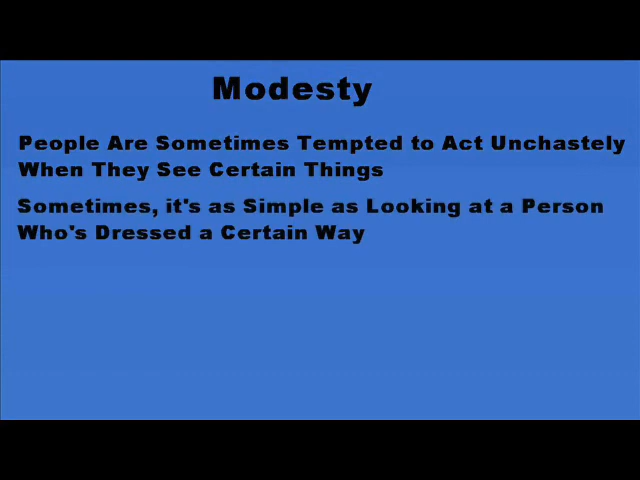 Modesty
People Are Sometimes Tempted to Act Unchastely
When They See Certain Things
Sometimes, it's as Simple as Looking at a Person
Who's Dressed a Certain Way